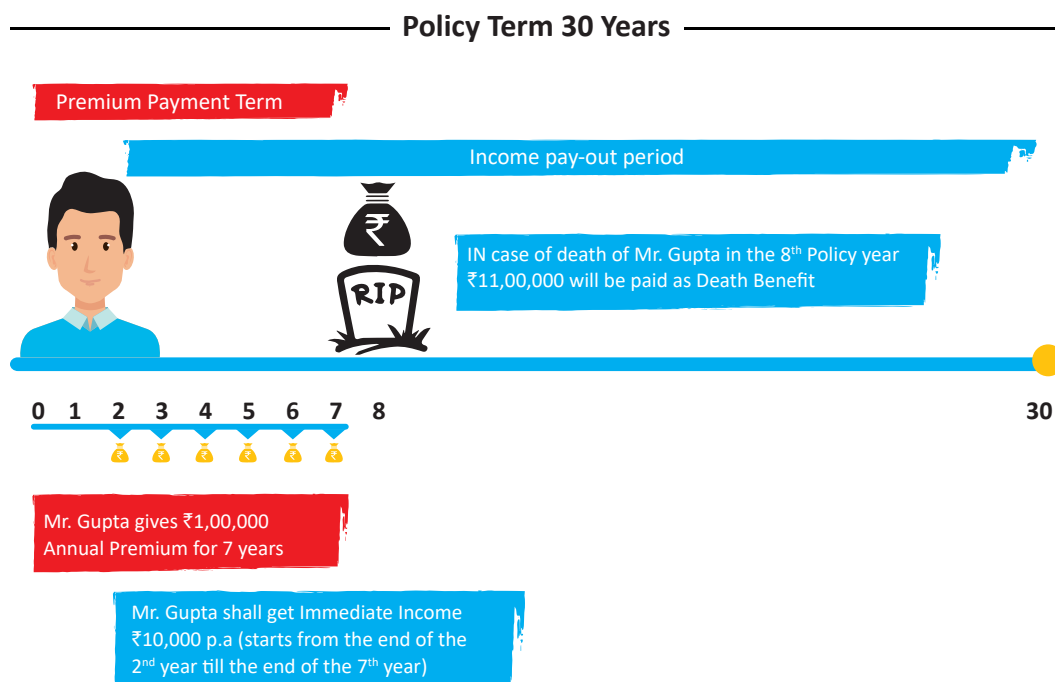 Policy Term 30 Years
Premium Payment Term
Income pay-out period
₹
IN case of death of Mr. Gupta in the 8th Policy year
₹11,00,000 will be paid as Death Benefit
RIP
0 1 2 3 4 5 6 7 8 30
₹ ₹ ₹ ₹ ₹ ₹
Mr. Gupta gives ₹1,00,000
Annual Premium for 7 years
Mr. Gupta shall get Immediate Income
₹10,000 p.a (starts from the end of the
2nd year till the end of the 7th year)